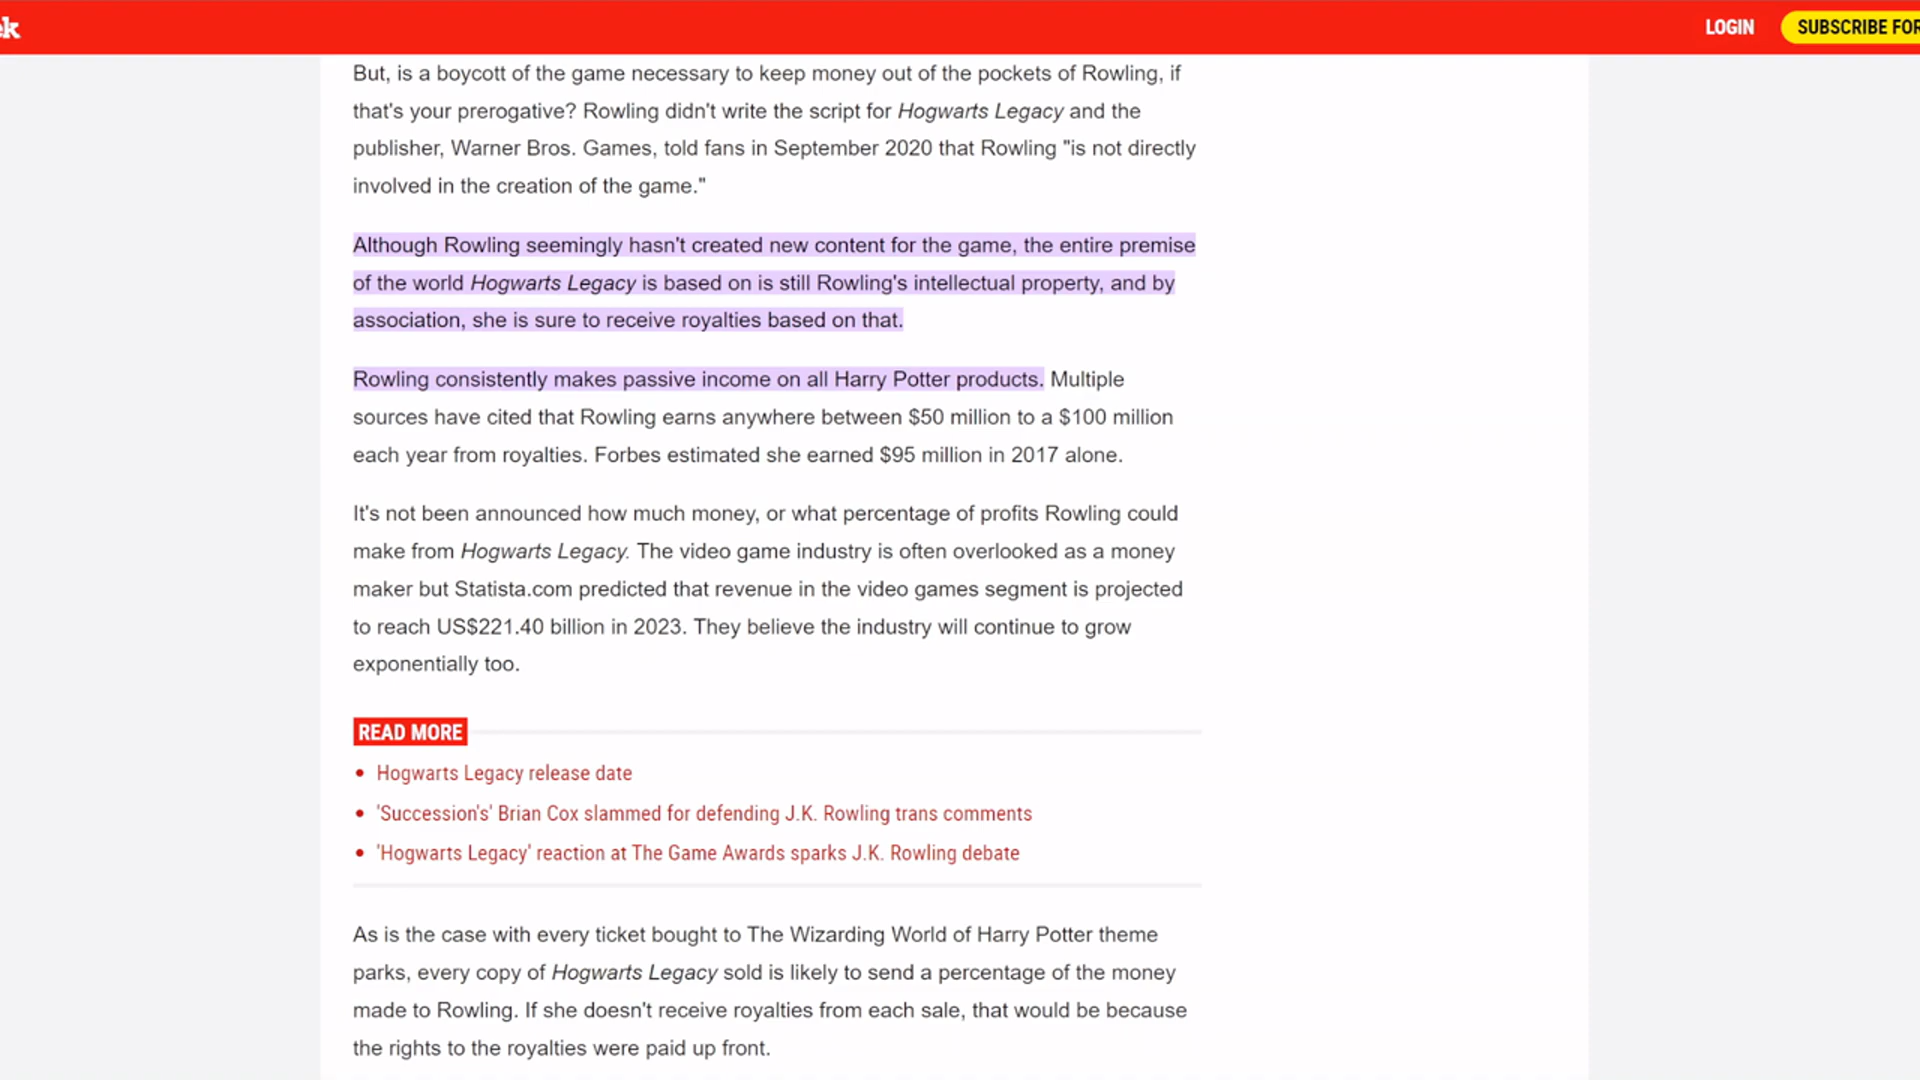 ek
LOGIN
SUBSCRIBE FOR
But, is a boycott of the game necessary to keep money out of the pockets of Rowling, if
that's your prerogative? Rowling didn't write the script for Hogwarts Legacy and the
publisher, Warner Bros. Games, told fans in September 2020 that Rowling "is not directly
involved in the creation of the game."
Although Rowling seemingly hasn't created new content for the game, the entire premise
of the world Hogwarts Legacy is based on is still Rowling's intellectual property, and by
association, she is sure to receive royalties based on that.
Rowling consistently makes passive income on all Harry Potter products. Multiple
sources have cited that Rowling earns anywhere between $50 million to a $100 million
each year from royalties. Forbes estimated she earned $95 million in 2017 alone.
It's not been announced how much money, or what percentage of profits Rowling could
make from Hogwarts Legacy. The video game industry is often overlooked as a money
maker but Statista.com predicted that revenue in the video games segment is projected
to reach US$221.40 billion in 2023. They believe the industry will continue to grow
exponentially too.
READ MORE
• Hogwarts Legacy release date
• 'Succession's' Brian Cox slammed for defending J.K. Rowling trans comments
• 'Hogwarts Legacy' reaction at The Game Awards sparks J.K. Rowling debate
As is the case with every ticket bought to The Wizarding World of Harry Potter theme
parks, every copy of Hogwarts Legacy sold is likely to send a percentage of the money
made to Rowling. If she doesn't receive royalties from each sale, that would be because
the rights to the royalties were paid up front.